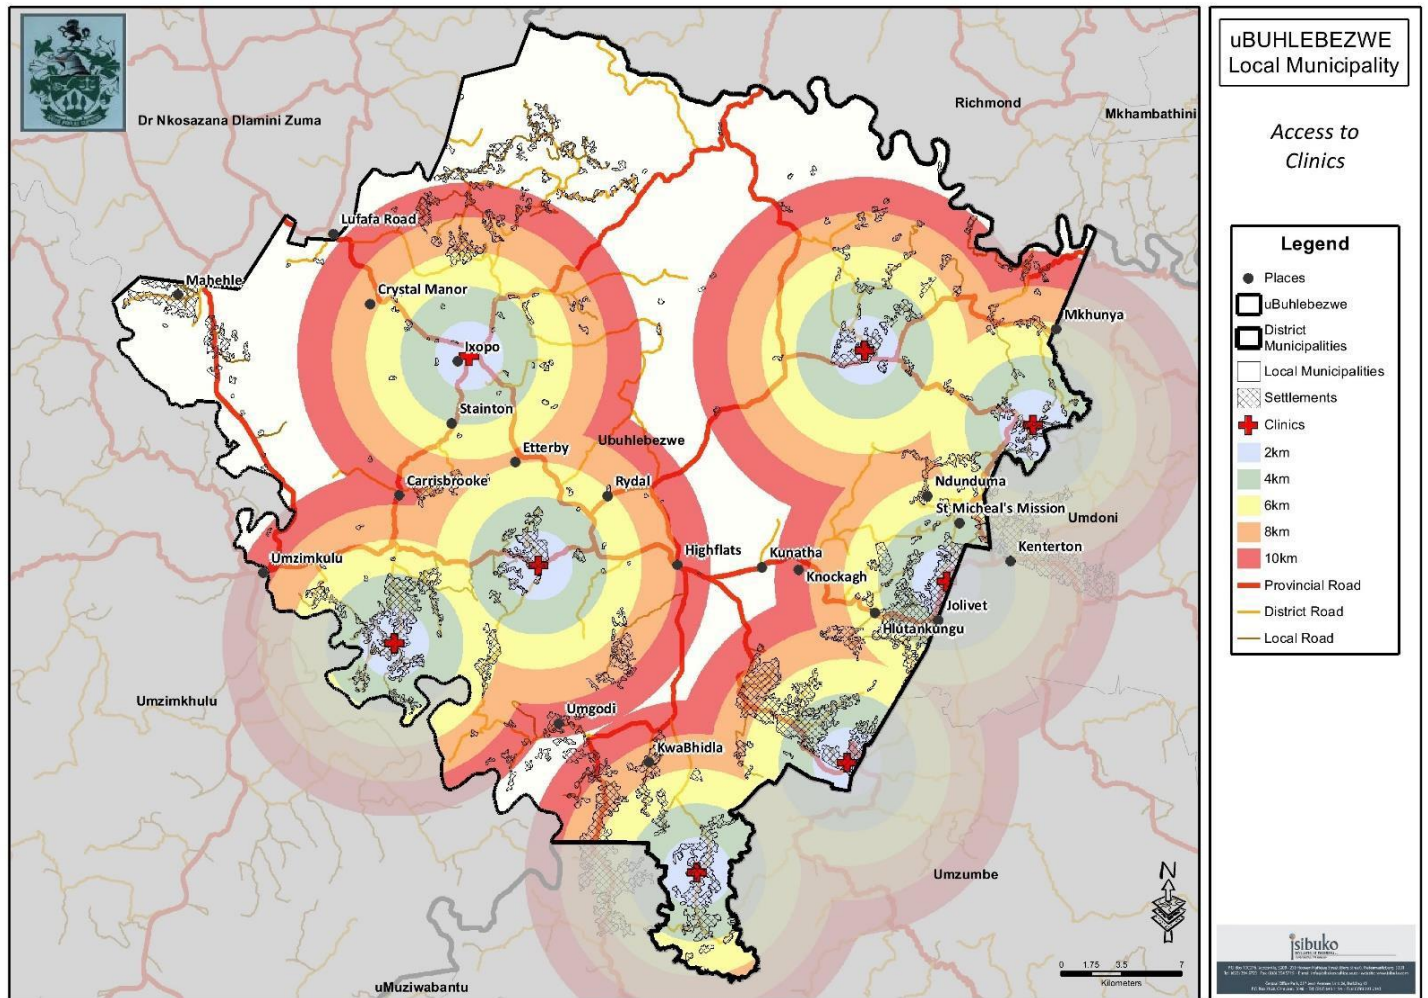 uBUHLEBEZWE
Local Municipality
Access to
Clinics
Legend
Places
uBuhlebezwe
District
Municipalities
Local Municipalities
Settlements
Clinics
2km
4km
6km
8km
10km
Provincial Road
District Road
Local Road
Dr Nkosazana Dlamini Zuma
Richmond
Mkhambathini
Lufafa Road
Mahehle
Crystal Manor
Mkhunya
Ixopo
Stainton
Etterby
Ubuhlebezwe
Carrisbrooke
Rydal
Ndunduma
St Micheal's Mission
Umdoni
Kenterton
Umzimkulu
Highflats
Kunatha
Knockagh
Jolivet
Hlutankungu
Umzimkhulu
Umgodi
KwaBhidla
Umzumbe
uMuziwabantu
N
0 1.75 3.5 7
Kilometers
isibuko